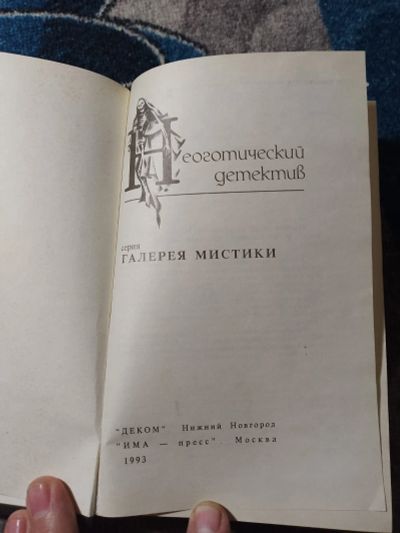 Неоготический
детектив
серия
ГАЛЕРЕЯ МИСТИКИ
"ДЕКОМ" Нижний Новгород
"ИМА — пресс". Москва
1993